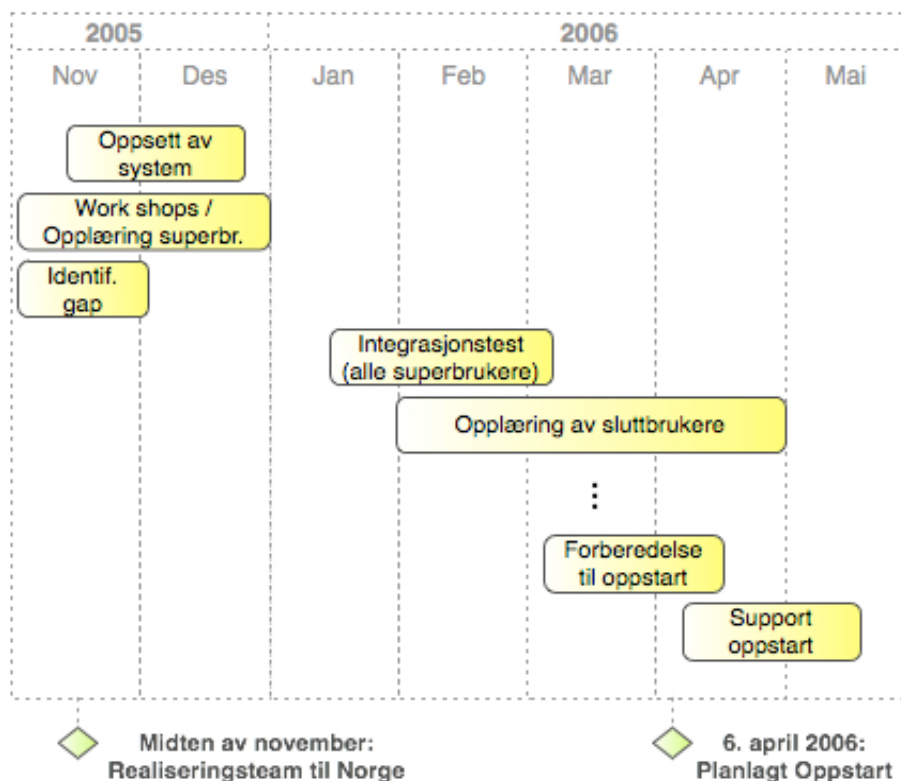 2005
2006
Nov
Des
Jan
Feb
Mar
Apr
Mai
Oppsett av
system
Work shops /
Opplæring superbr.
Identif.
gap
Integrasjonstest
(alle superbrukere)
Opplæring av sluttbrukere
Forberedelse
til oppstart
Support
oppstart
Midten av november:
Realiseringsteam til Norge
6. april 2006:
Planlagt Oppstart